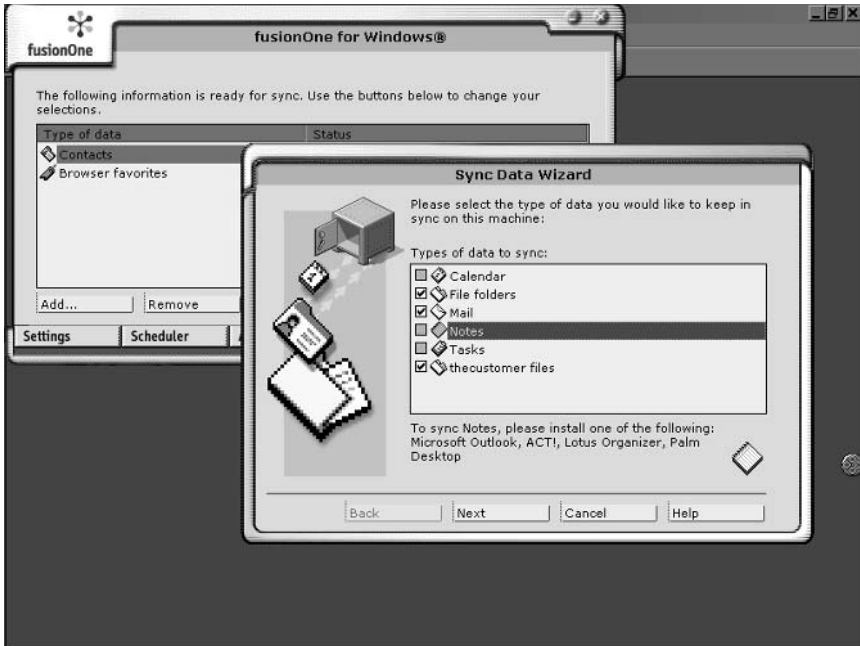 fusionOne
fusionOne for Windows®
The following information is ready for sync. Use the buttons below to change your
selections.
Type of data Status
Contacts
Browser favorites
Add... Remove
Settings Scheduler
Sync Data Wizard
Please select the type of data you would like to keep in
sync on this machine:
Types of data to sync:
Calendar
File folders
Mail
Notes
Tasks
thecustomer files
To sync Notes, please install one of the following:
Microsoft Outlook, ACT!, Lotus Organizer, Palm
Desktop
Back Next Cancel Help